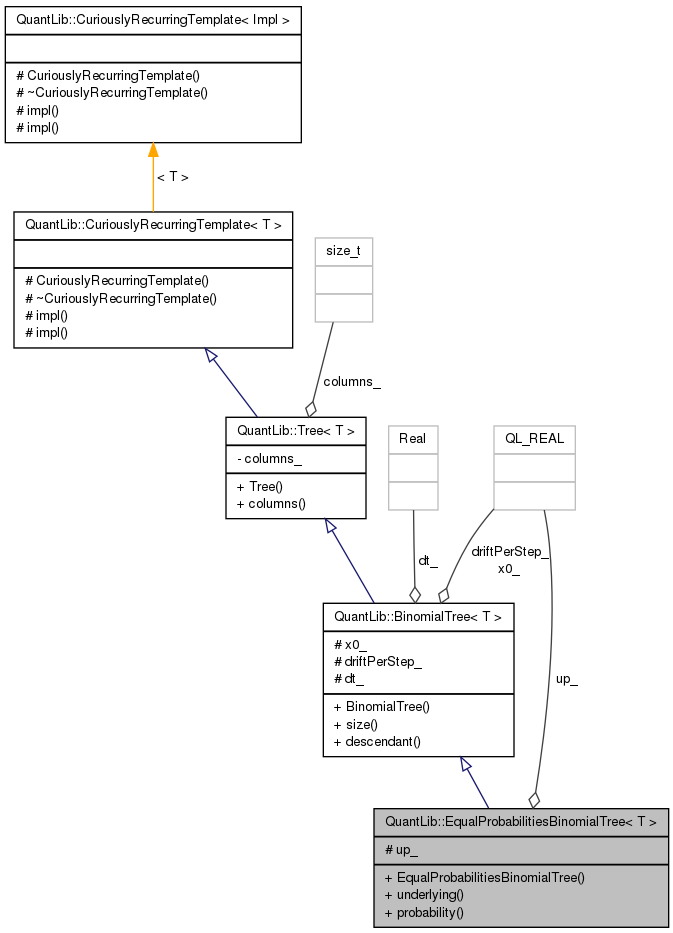 QuantLib::CuriouslyRecurringTemplate< Impl >
# CuriouslyRecurringTemplate()
# ~CuriouslyRecurringTemplate()
# impl()
# impl()
< T >
QuantLib::CuriouslyRecurringTemplate< T >
# CuriouslyRecurringTemplate()
# ~CuriouslyRecurringTemplate()
# impl()
# impl()
size_t
columns_
QuantLib::Tree< T >
- columns_
+ Tree()
+ columns()
Real
QL_REAL
dt_
driftPerStep_
x0_
QuantLib::BinomialTree< T >
# x0_
# driftPerStep_
# dt_
+ BinomialTree()
+ size()
+ descendant()
up_
QuantLib::EqualProbabilitiesBinomialTree< T >
# up_
+ EqualProbabilitiesBinomialTree()
+ underlying()
+ probability()